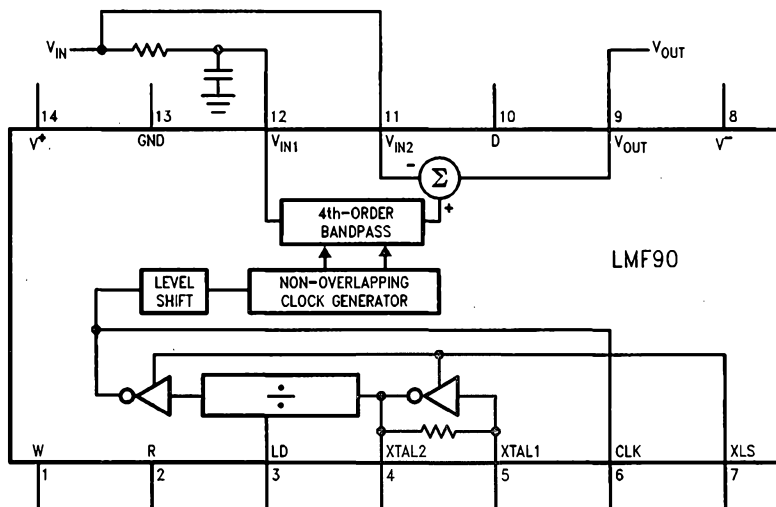 V_IN
V_OUT
14 13 12 11 10 9 8
V+ GND V_IN1 V_IN2 D V_OUT V-
- Σ
+
4th-ORDER
BANDPASS
LMF90
LEVEL
SHIFT
NON-OVERLAPPING
CLOCK GENERATOR
÷
W R LD XTAL2 XTAL1 CLK XLS
1 2 3 4 5 6 7